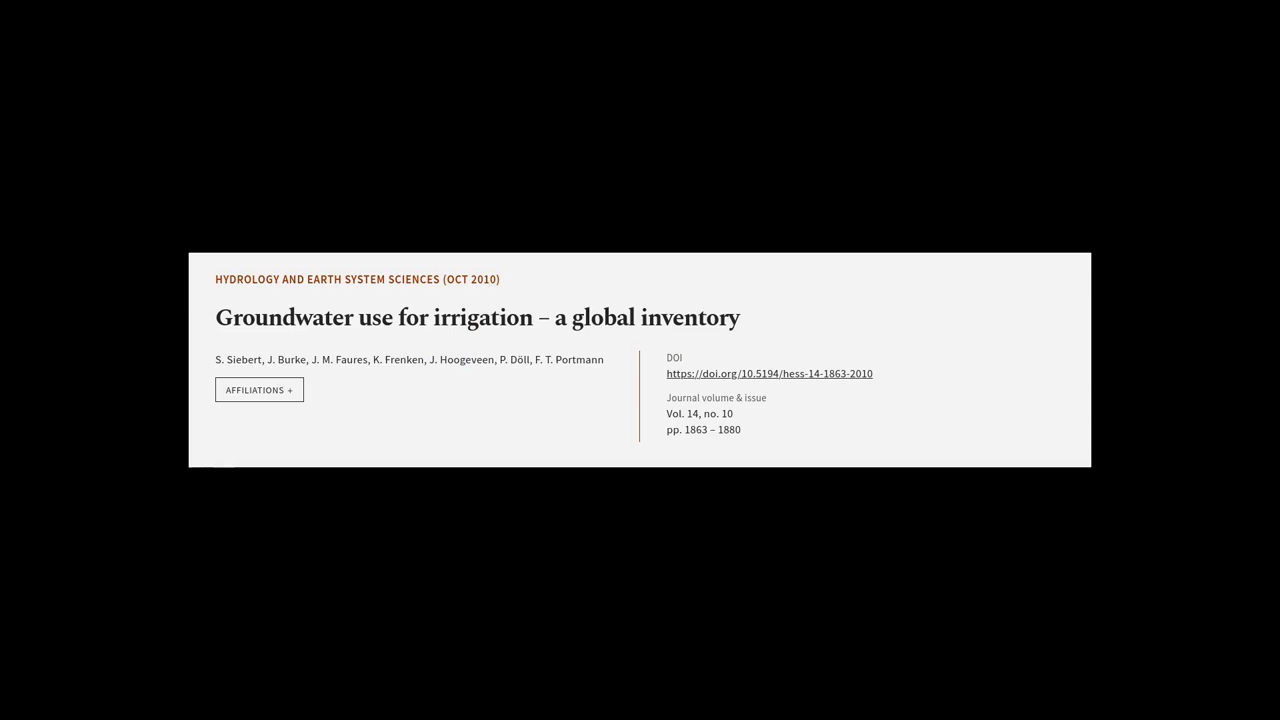 HYDROLOGY AND EARTH SYSTEM SCIENCES (OCT 2010)
Groundwater use for irrigation – a global inventory
S. Siebert, J. Burke, J. M. Faures, K. Frenken, J. Hoogeveen, P. Döll, F. T. Portmann
AFFILIATIONS +
DOI
https://doi.org/10.5194/hess-14-1863-2010
Journal volume & issue
Vol. 14, no. 10
pp. 1863 – 1880